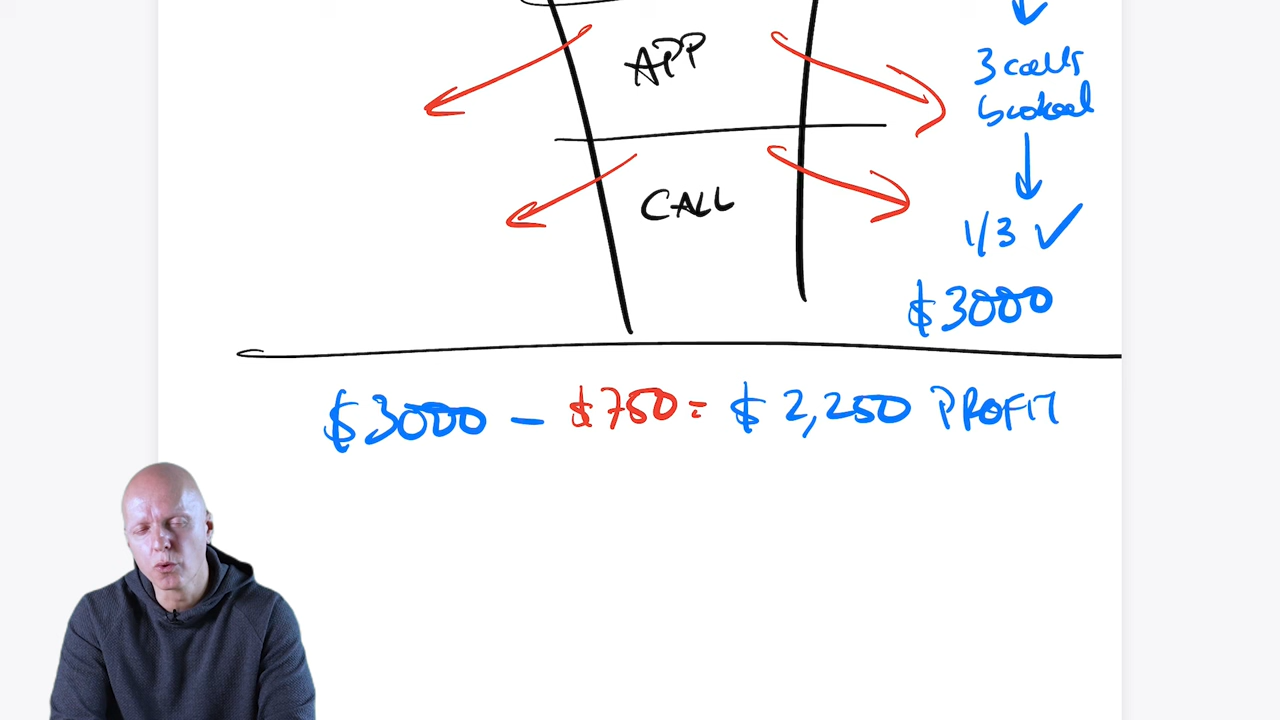 APP
3 calls
booked
CALL
1/3 ✓
$3000
$3000 - $750 = $2,250 PROFIT